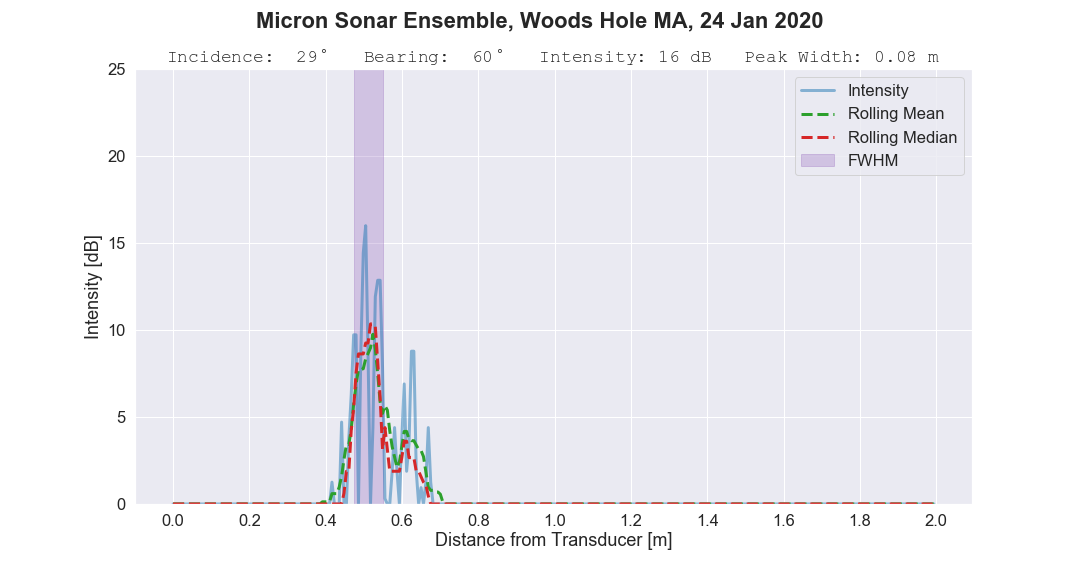 Micron Sonar Ensemble, Woods Hole MA, 24 Jan 2020
Incidence:  29°   Bearing:  60°   Intensity: 16 dB   Peak Width: 0.08 m
25
20
15
10
5
0
Intensity [dB]
Intensity
Rolling Mean
Rolling Median
FWHM
0.0 0.2 0.4 0.6 0.8 1.0 1.2 1.4 1.6 1.8 2.0
Distance from Transducer [m]